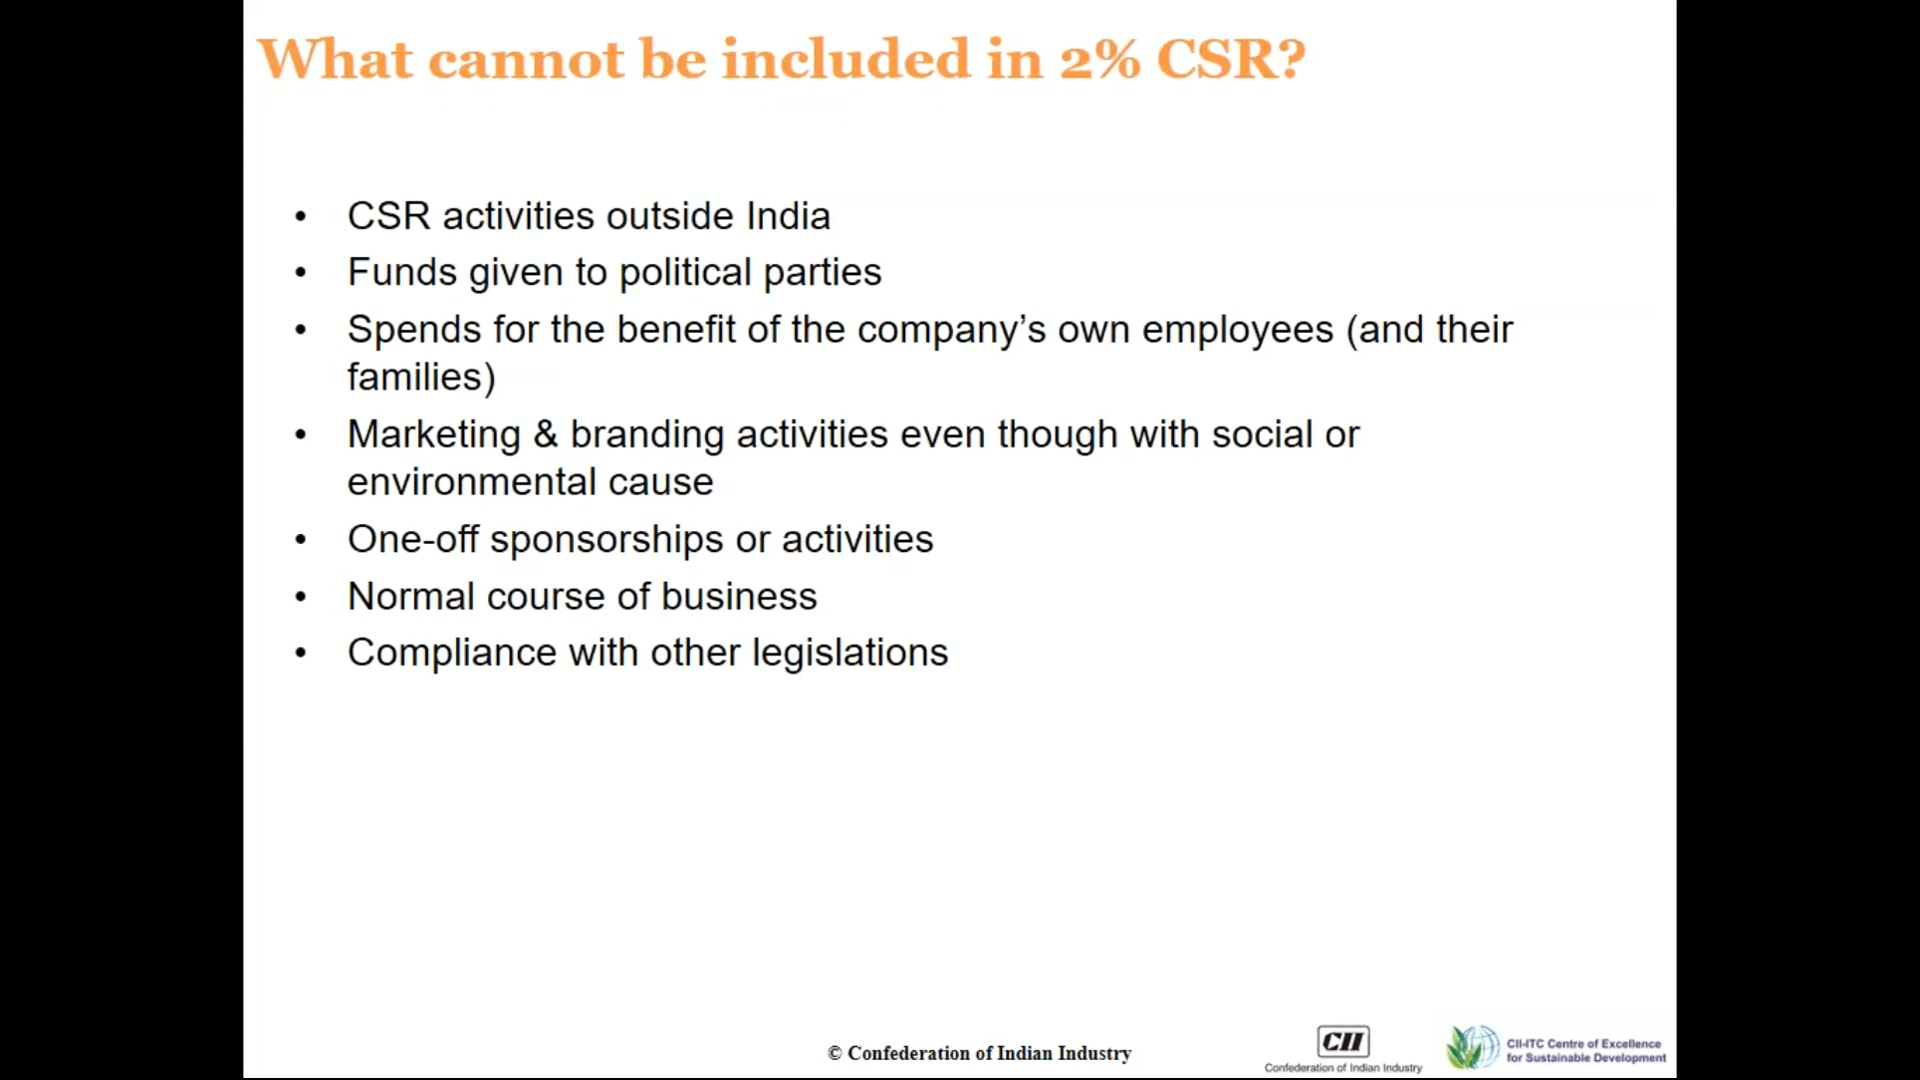 What cannot be included in 2% CSR?
• CSR activities outside India
• Funds given to political parties
• Spends for the benefit of the company’s own employees (and their
families)
• Marketing & branding activities even though with social or
environmental cause
• One-off sponsorships or activities
• Normal course of business
• Compliance with other legislations
© Confederation of Indian Industry
CII
Confederation of Indian Industry
CII-ITC Centre of Excellence
for Sustainable Development